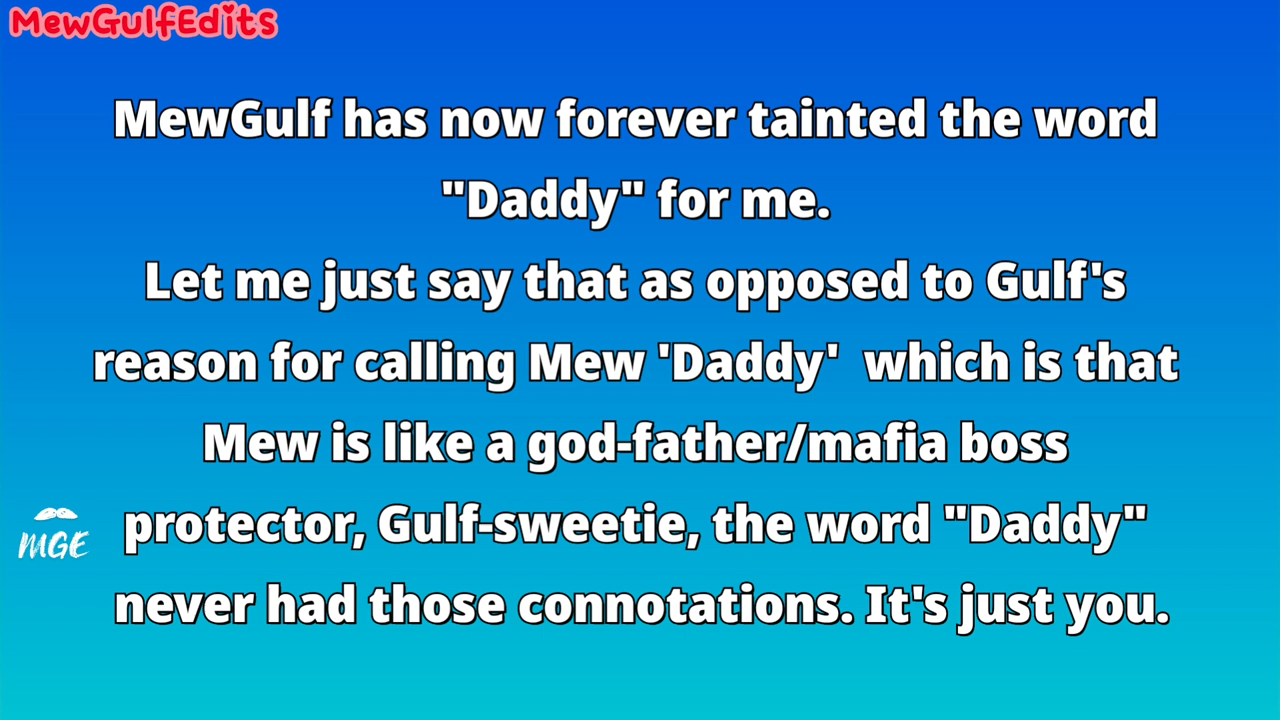 MewGulfEdits
MewGulf has now forever tainted the word
"Daddy" for me.
Let me just say that as opposed to Gulf's
reason for calling Mew 'Daddy'  which is that
Mew is like a god-father/mafia boss
protector, Gulf-sweetie, the word "Daddy"
never had those connotations. It's just you.
MGE